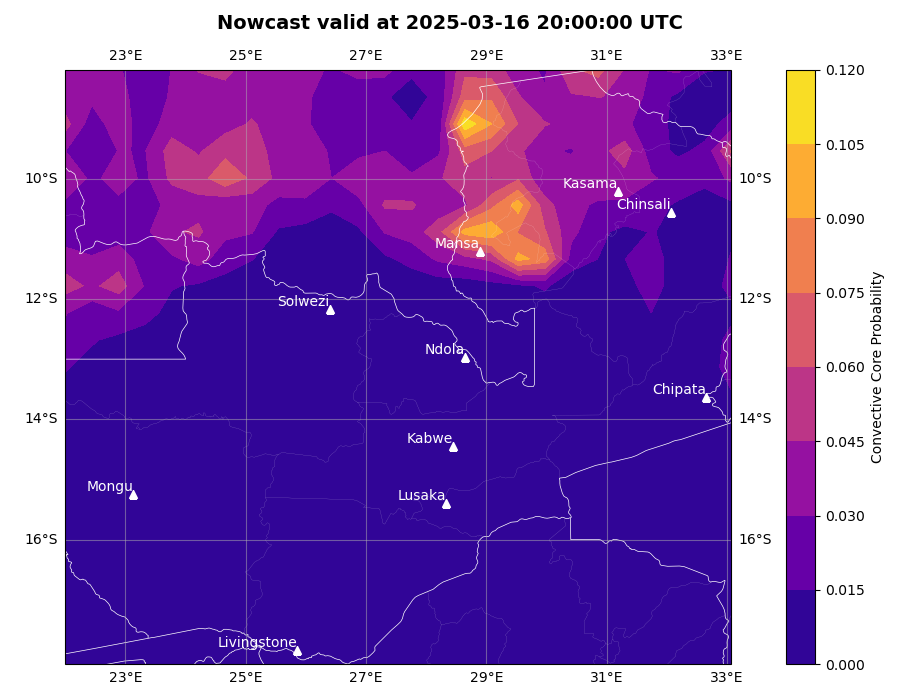 Nowcast valid at 2025-03-16 20:00:00 UTC
23°E 25°E 27°E 29°E 31°E 33°E
0.120
0.105
10°S 10°S
Kasama
Chinsali
0.090
Mansa
0.075
12°S 12°S
Solwezi
Ndola
0.060
Chipata
14°S 14°S
Kabwe
0.045
Mongu
Lusaka
0.030
16°S 16°S
0.015
Livingstone
0.000
23°E 25°E 27°E 29°E 31°E 33°E
Convective Core Probability